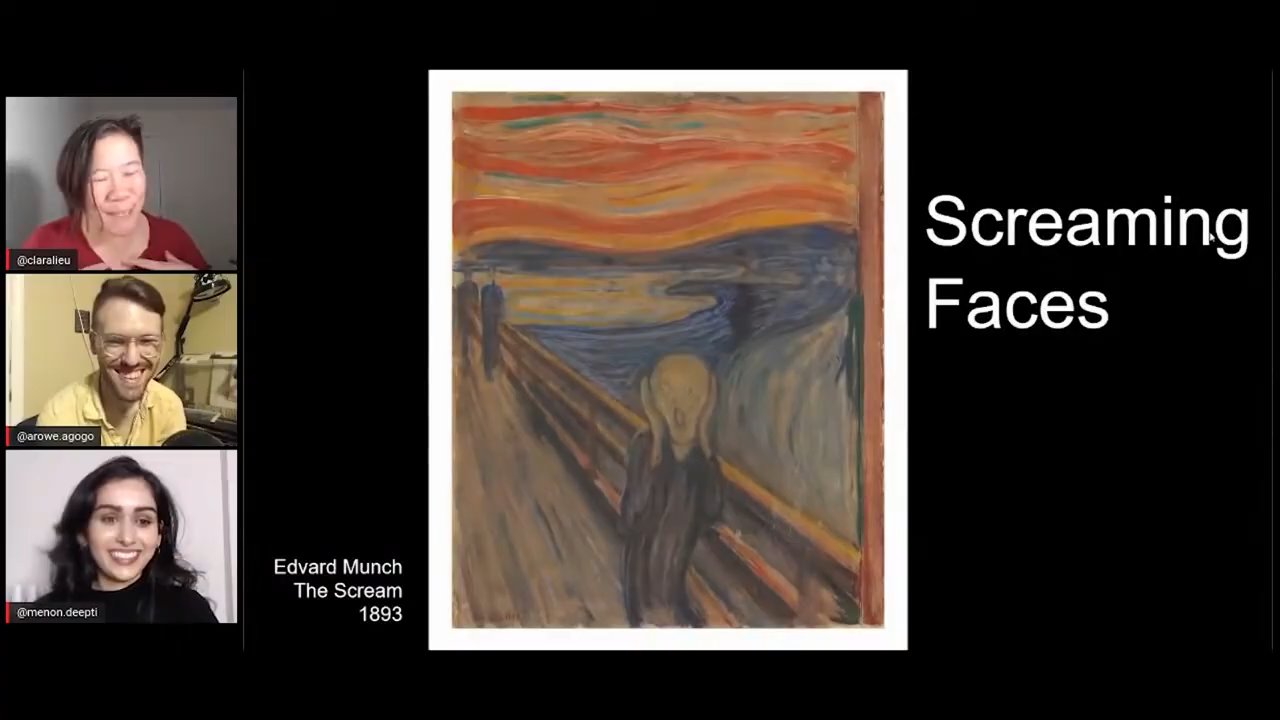 @claralieu
@arowe.agogo
@menon.deepti
Edvard Munch
The Scream
1893
Screaming
Faces